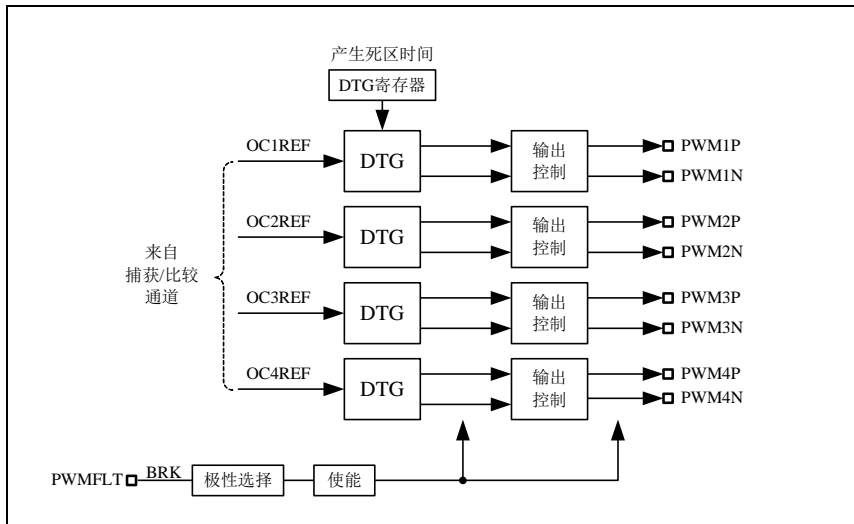 产生死区时间
DTG寄存器
OC1REF
DTG
输出
控制
PWM1P
PWM1N
OC2REF
DTG
输出
控制
PWM2P
PWM2N
来自
捕获/比较
通道
OC3REF
DTG
输出
控制
PWM3P
PWM3N
OC4REF
DTG
输出
控制
PWM4P
PWM4N
PWMFLT
BRK
极性选择
使能